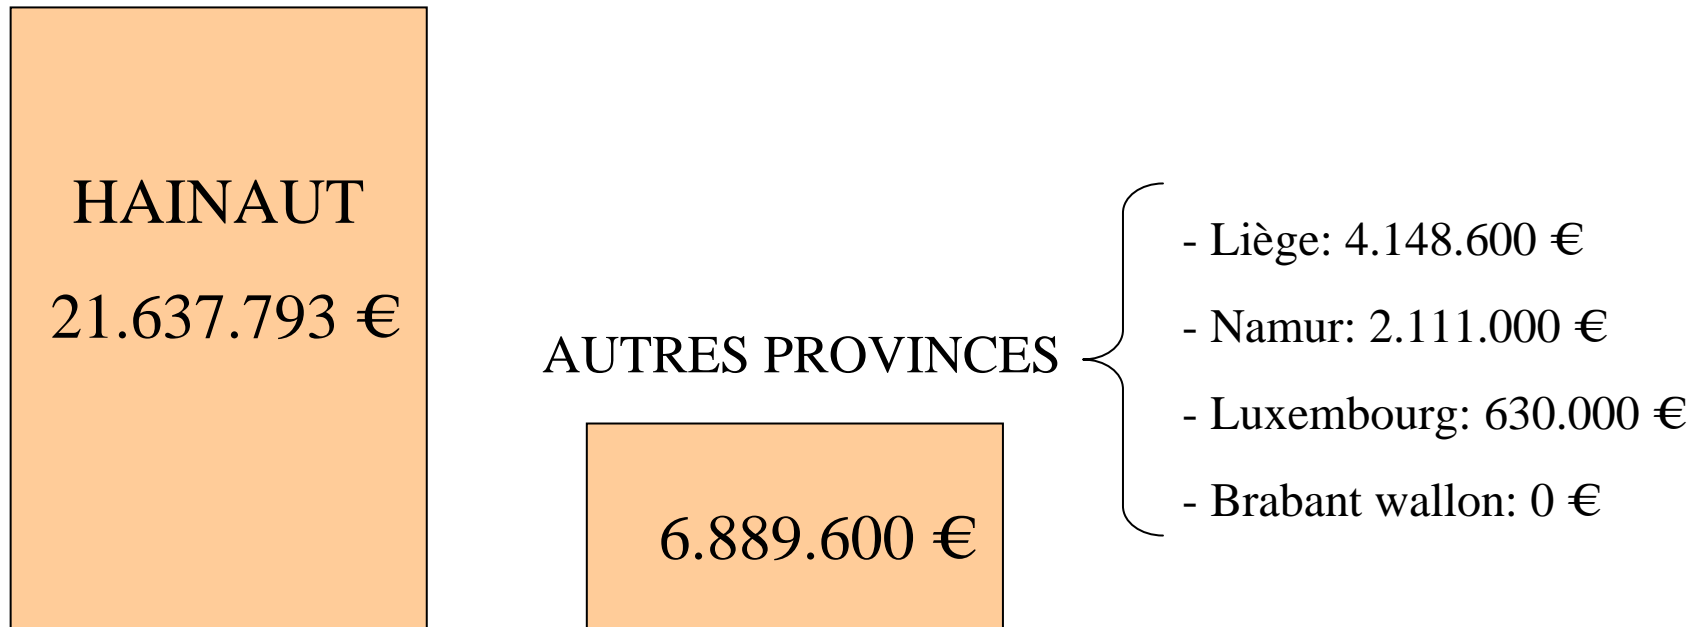 HAINAUT
21.637.793 €
AUTRES PROVINCES
6.889.600 €
- Liège: 4.148.600 €
- Namur: 2.111.000 €
- Luxembourg: 630.000 €
- Brabant wallon: 0 €